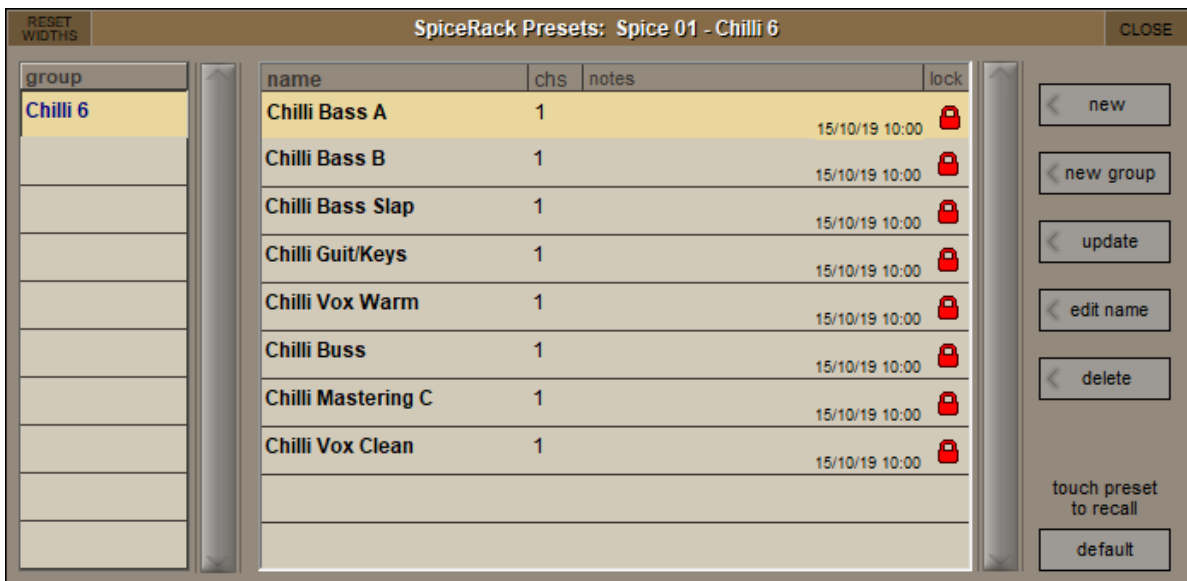 RESET
WIDTHS
SpiceRack Presets: Spice 01 - Chilli 6
CLOSE
group
Chilli 6
name chs notes lock
Chilli Bass A 1 15/10/19 10:00
Chilli Bass B 1 15/10/19 10:00
Chilli Bass Slap 1 15/10/19 10:00
Chilli Guit/Keys 1 15/10/19 10:00
Chilli Vox Warm 1 15/10/19 10:00
Chilli Buss 1 15/10/19 10:00
Chilli Mastering C 1 15/10/19 10:00
Chilli Vox Clean 1 15/10/19 10:00
new
new group
update
edit name
delete
touch preset
to recall
default